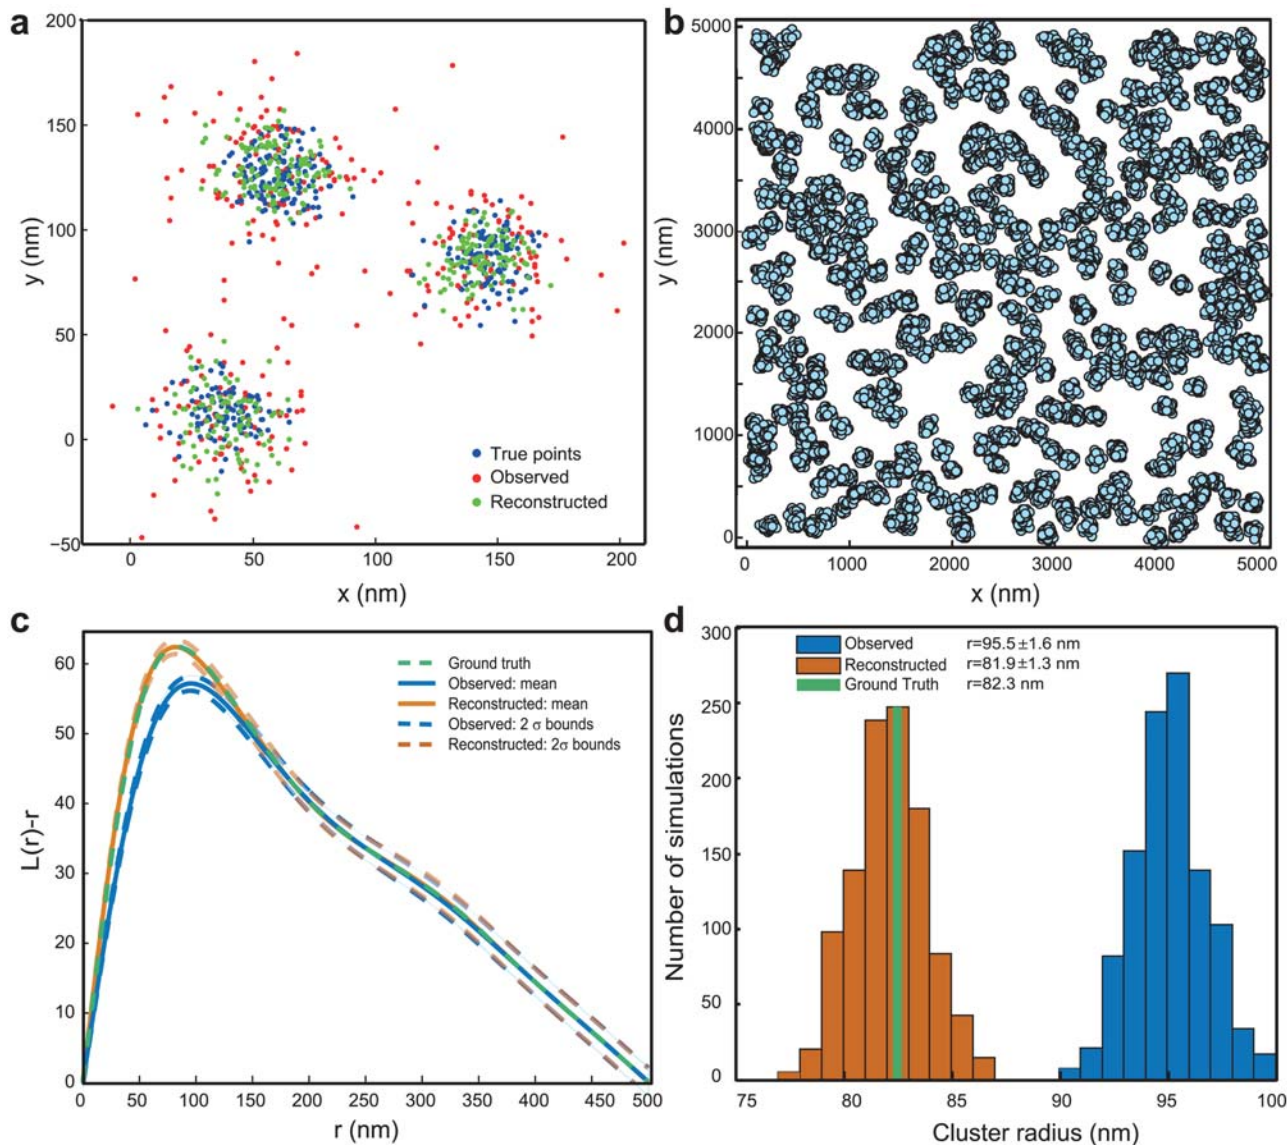 a
200
150
100
50
0
−50
y (nm)
True points
Observed
Reconstructed
0 50 100 150 200
x (nm)
b
5000
4000
3000
2000
1000
0
y (nm)
0 1000 2000 3000 4000 5000
x (nm)
c
60
50
40
30
20
10
0
L(r)-r
Ground truth
Observed: mean
Reconstructed: mean
Observed: 2 σ bounds
Reconstructed: 2σ bounds
0 50 100 150 200 250 300 350 400 450 500
r (nm)
d
300
250
200
150
100
50
0
Number of simulations
Observed r=95.5±1.6 nm
Reconstructed r=81.9±1.3 nm
Ground Truth r=82.3 nm
75 80 85 90 95 100
Cluster radius (nm)